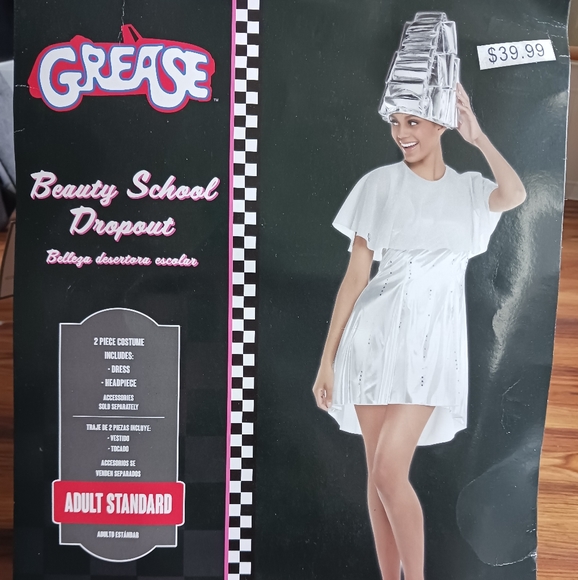 GREASE
TM
$39.99
Beauty School
Dropout
Belleza desertora escolar
2 PIECE COSTUME
INCLUDES:
- DRESS
- HEADPIECE
ACCESSORIES
SOLD SEPARATELY
TRAJE DE 2 PIEZAS INCLUYE:
- VESTIDO
- TOCADO
ACCESORIOS SE
VENDEN SEPARADOS
ADULT STANDARD
ADULTO ESTÁNDAR